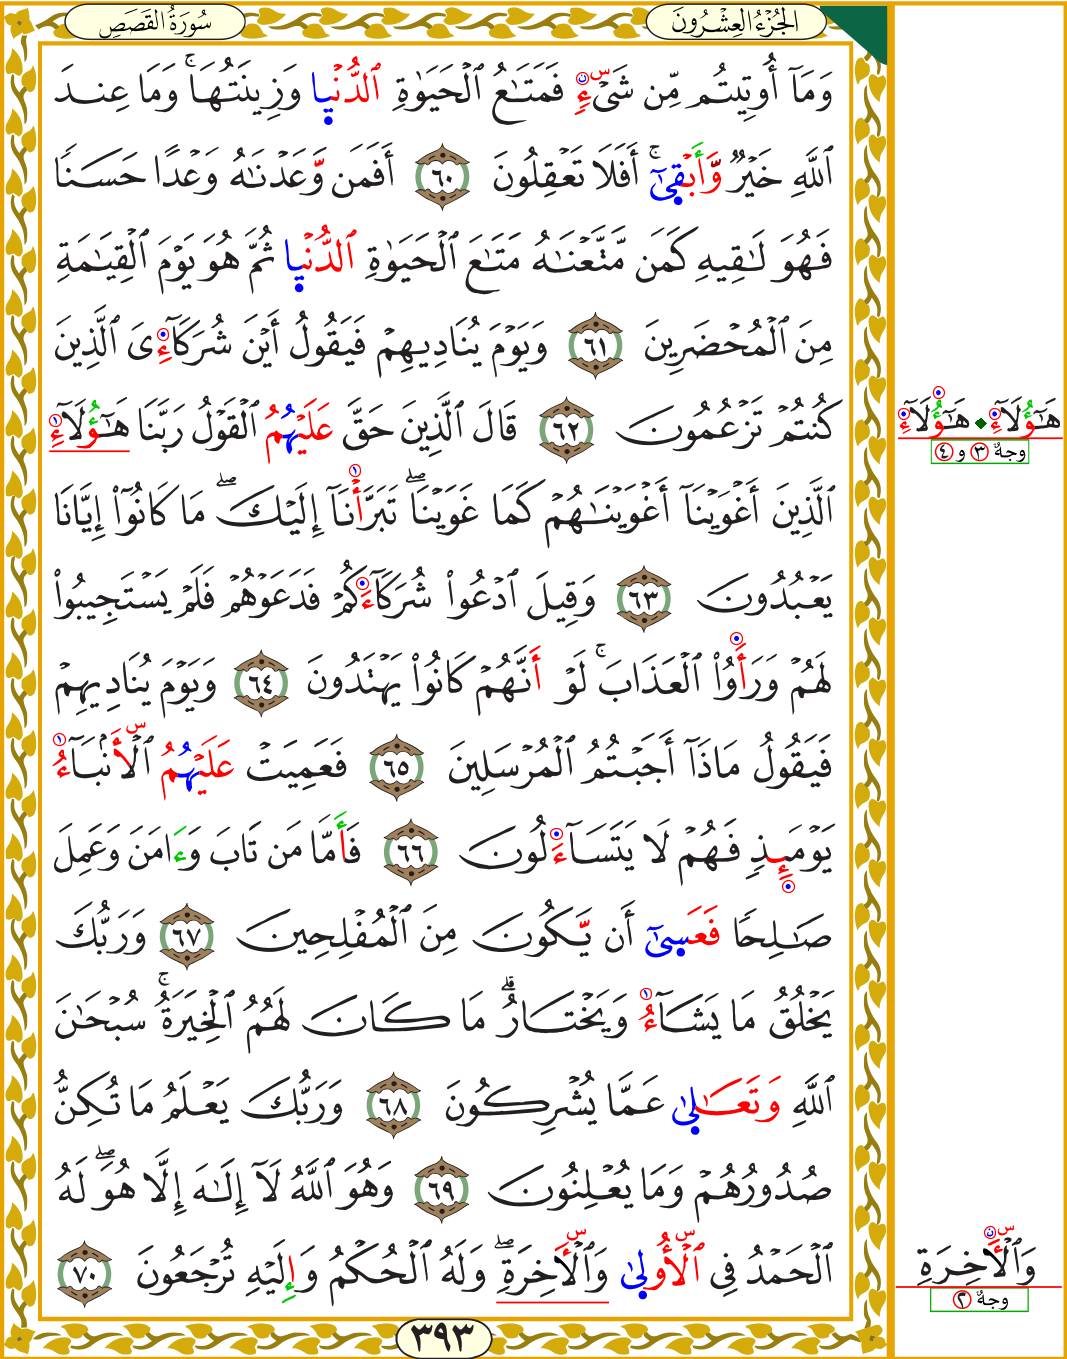 الجُزْءُ العِشْرُونَ
سُورَةُ القَصَصِ
وَمَآ أُوتِيتُم مِّن شَيْءٍ فَمَتَـٰعُ ٱلْحَيَوٰةِ ٱلدُّنْيٜا وَزِينَتُهَا ۚ وَمَا عِندَ
ٱللَّهِ خَيْرٌ وَّأَبْقٜىٰٓ ۚ أَفَلَا تَعْقِلُونَ ٦٠ أَفَمَن وَّعَدْنَـٰهُ وَعْدًا حَسَنًا
فَهُوَ لَـٰقِيهِ كَمَن مَّتَّعْنَـٰهُ مَتَـٰعَ ٱلْحَيَوٰةِ ٱلدُّنْيٜا ثُمَّ هُوَ يَوْمَ ٱلْقِيَـٰمَةِ
مِنَ ٱلْمُحْضَرِينَ ٦١ وَيَوْمَ يُنَادِيهِمْ فَيَقُولُ أَيْنَ شُرَكَآءِىَ ٱلَّذِينَ
كُنتُمْ تَزْعُمُونَ ٦٢ قَالَ ٱلَّذِينَ حَقَّ عَلَيْهُمُ ٱلْقَوْلُ رَبَّنَا هَـٰٓؤُلَآءِ
ٱلَّذِينَ أَغْوَيْنَآ أَغْوَيْنَـٰهُمْ كَمَا غَوَيْنَا ۖ تَبَرَّأْنَآ إِلَيْكَ ۖ مَا كَانُوٓا۟ إِيَّانَا
يَعْبُدُونَ ٦٣ وَقِيلَ ٱدْعُوا۟ شُرَكَآءَكُمْ فَدَعَوْهُمْ فَلَمْ يَسْتَجِيبُوا۟
لَهُمْ وَرَأَوُا۟ ٱلْعَذَابَ ۚ لَوْ أَنَّهُمْ كَانُوا۟ يَهْتَدُونَ ٦٤ وَيَوْمَ يُنَادِيهِمْ
فَيَقُولُ مَاذَآ أَجَبْتُمُ ٱلْمُرْسَلِينَ ٦٥ فَعَمِيَتْ عَلَيْهُمُ ٱلْأَنۢبَآءُ
يَوْمَئِذٍ فَهُمْ لَا يَتَسَآءَلُونَ ٦٦ فَأَمَّا مَن تَابَ وَءَامَنَ وَعَمِلَ
صَـٰلِحًا فَعَسٜىٰٓ أَن يَّكُونَ مِنَ ٱلْمُفْلِحِينَ ٦٧ وَرَبُّكَ
يَخْلُقُ مَا يَشَآءُ وَيَخْتَارُ ۗ مَا كَانَ لَهُمُ ٱلْخِيَرَةُ ۚ سُبْحَـٰنَ
ٱللَّهِ وَتَعَـٰلٜىٰ عَمَّا يُشْرِكُونَ ٦٨ وَرَبُّكَ يَعْلَمُ مَا تُكِنُّ
صُدُورُهُمْ وَمَا يُعْلِنُونَ ٦٩ وَهُوَ ٱللَّهُ لَآ إِلَـٰهَ إِلَّا هُوَ ۖ لَهُ
ٱلْحَمْدُ فِى ٱلْأُولٜىٰ وَٱلْـَٔاخِرَةِ ۖ وَلَهُ ٱلْحُكْمُ وَإِلَيْهِ تُرْجَعُونَ ٧٠
هَـٰٓؤُلَآءِ ◆ هَـٰٓؤُلَآءِ
وجهٌ ٣ و ٤
وَٱلْأَخِرَةِ
وجهٌ ٢
٣٩٣